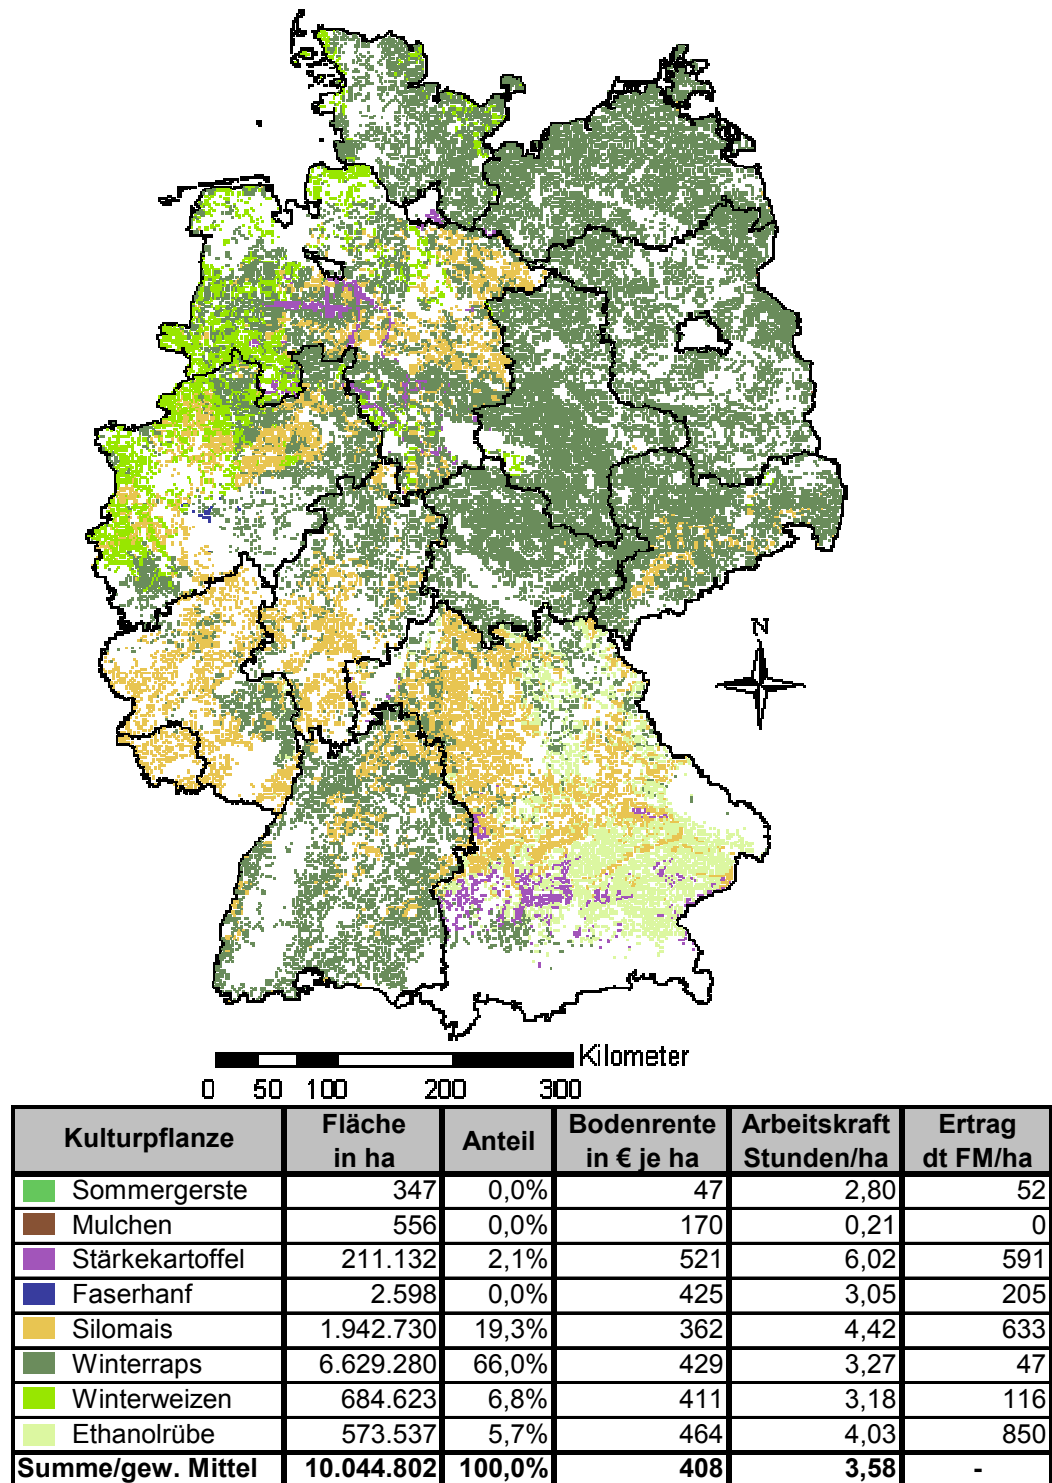 N
Kilometer
0 50 100 200 300
Kulturpflanze Fläche in ha Anteil Bodenrente in € je ha Arbeitskraft Stunden/ha Ertrag dt FM/ha
Sommergerste 347 0,0% 47 2,80 52
Mulchen 556 0,0% 170 0,21 0
Stärkekartoffel 211.132 2,1% 521 6,02 591
Faserhanf 2.598 0,0% 425 3,05 205
Silomais 1.942.730 19,3% 362 4,42 633
Winterraps 6.629.280 66,0% 429 3,27 47
Winterweizen 684.623 6,8% 411 3,18 116
Ethanolrübe 573.537 5,7% 464 4,03 850
Summe/gew. Mittel 10.044.802 100,0% 408 3,58 -